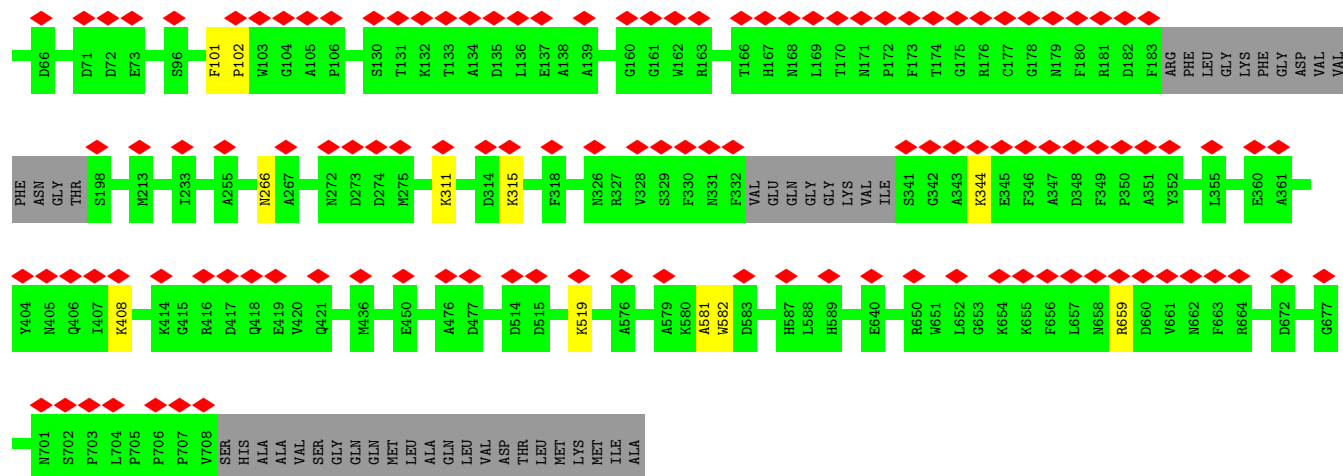 D66 D71 D72 E73 S96 F101 P102 W103 G104 A105 P106 S130 T131 K132 T133 A134 D135 L136 E137 A138 A139 G160 G161 W162 R163 T166 H167 N168 L169 T170 N171 P172 F173 T174 G175 R176 C177 G178 N179 F180 R181 D182 F183 ARG PHE LEU GLY LYS PHE GLY ASP VAL VAL
PHE ASN GLY THR S198 M213 I233 A255 N266 A267 N272 D273 D274 M275 K311 D314 K315 F318 N326 R327 V328 S329 F330 N331 F332 VAL GLU GLN GLY GLY LYS VAL ILE S341 G342 A343 K344 E345 F346 A347 D348 F349 P350 A351 Y352 L355 E360 A361
Y404 N405 Q406 I407 K408 K414 G415 R416 D417 Q418 E419 V420 Q421 M436 E450 A476 D477 D514 D515 K519 A576 A579 K580 A581 W582 D583 H587 L588 H589 E640 R650 W651 L652 G653 K654 K655 F656 L657 N658 R659 D660 V661 N662 F663 R664 D672 G677
N701 S702 P703 L704 P705 P706 P707 V708 SER HIS ALA ALA VAL SER GLY GLN GLN MET LEU ALA GLN LEU VAL ASP THR LEU MET LYS MET ILE ALA